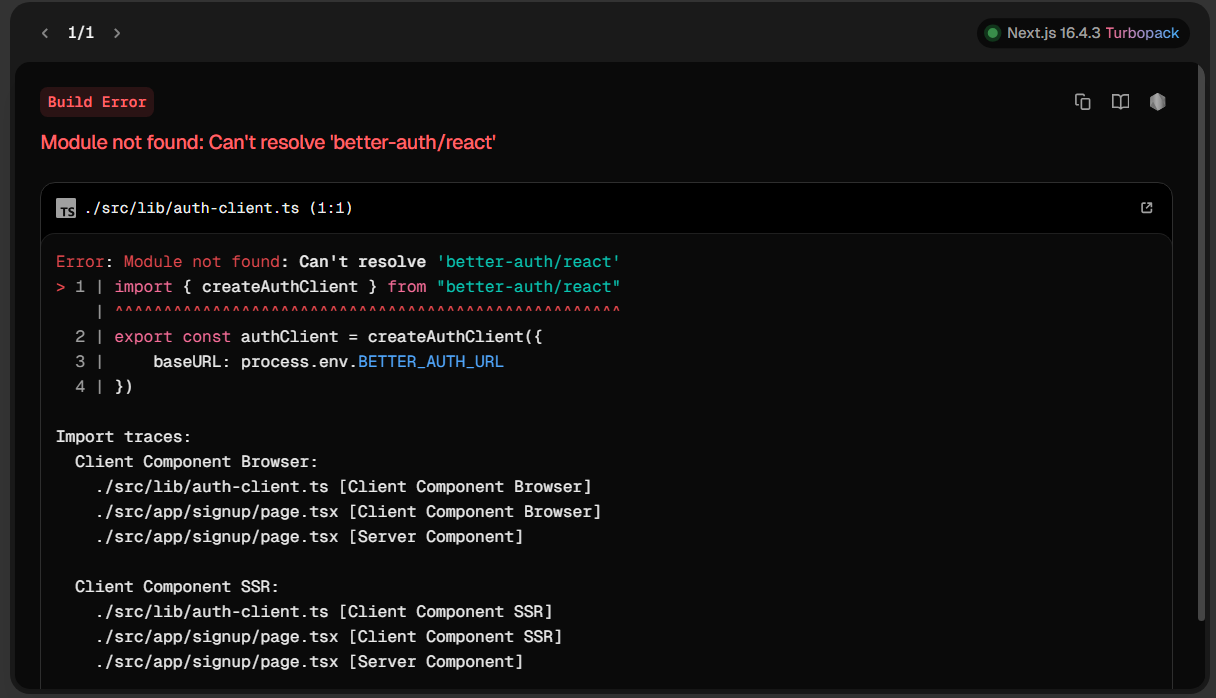 1/1
Next.js 16.4.3 Turbopack
Build Error
Module not found: Can't resolve 'better-auth/react'
TS ./src/lib/auth-client.ts (1:1)
Error: Module not found: Can't resolve 'better-auth/react'
> 1 | import { createAuthClient } from "better-auth/react"
| ^^^^^^^^^^^^^^^^^^^^^^^^^^^^^^^^^^^^^^^^^^^^^^^^^^^^
2 | export const authClient = createAuthClient({
3 |     baseURL: process.env.BETTER_AUTH_URL
4 | })
Import traces:
Client Component Browser:
./src/lib/auth-client.ts [Client Component Browser]
./src/app/signup/page.tsx [Client Component Browser]
./src/app/signup/page.tsx [Server Component]
Client Component SSR:
./src/lib/auth-client.ts [Client Component SSR]
./src/app/signup/page.tsx [Client Component SSR]
./src/app/signup/page.tsx [Server Component]